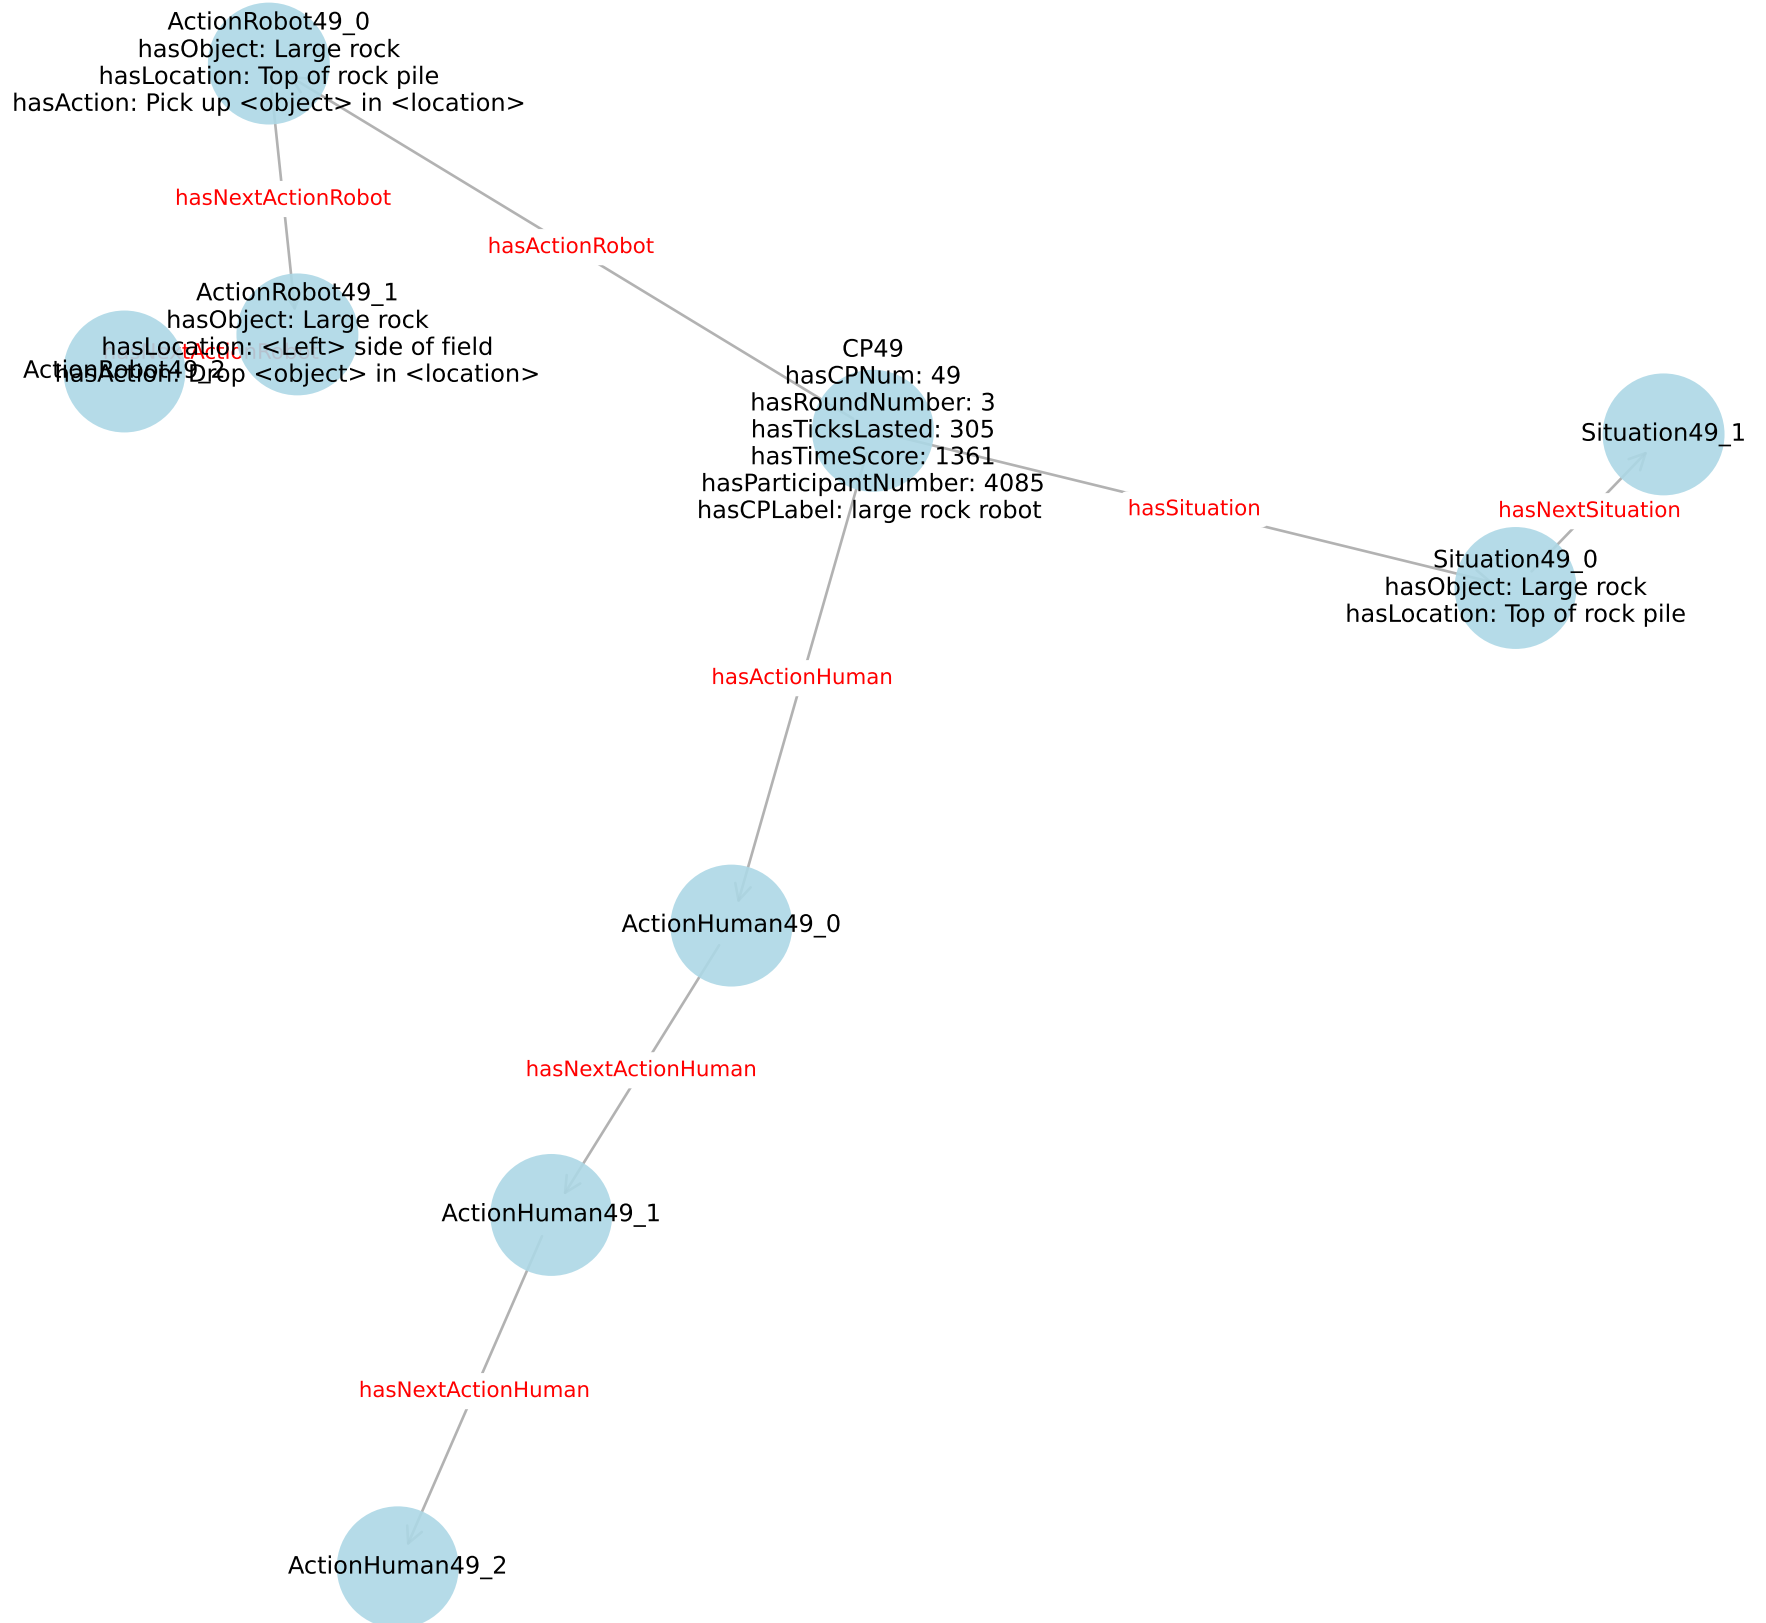 ActionRobot49_0
hasObject: Large rock
hasLocation: Top of rock pile
hasAction: Pick up <object> in <location>
hasNextActionRobot
hasActionRobot
ActionRobot49_1
hasObject: Large rock
hasLocation: <Left> side of field
hasAction: Drop <object> in <location>
hasNextActionRobot
ActionRobot49_2
CP49
hasCPNum: 49
hasRoundNumber: 3
hasTicksLasted: 305
hasTimeScore: 1361
hasParticipantNumber: 4085
hasCPLabel: large rock robot
hasSituation
Situation49_1
hasNextSituation
Situation49_0
hasObject: Large rock
hasLocation: Top of rock pile
hasActionHuman
ActionHuman49_0
hasNextActionHuman
ActionHuman49_1
hasNextActionHuman
ActionHuman49_2